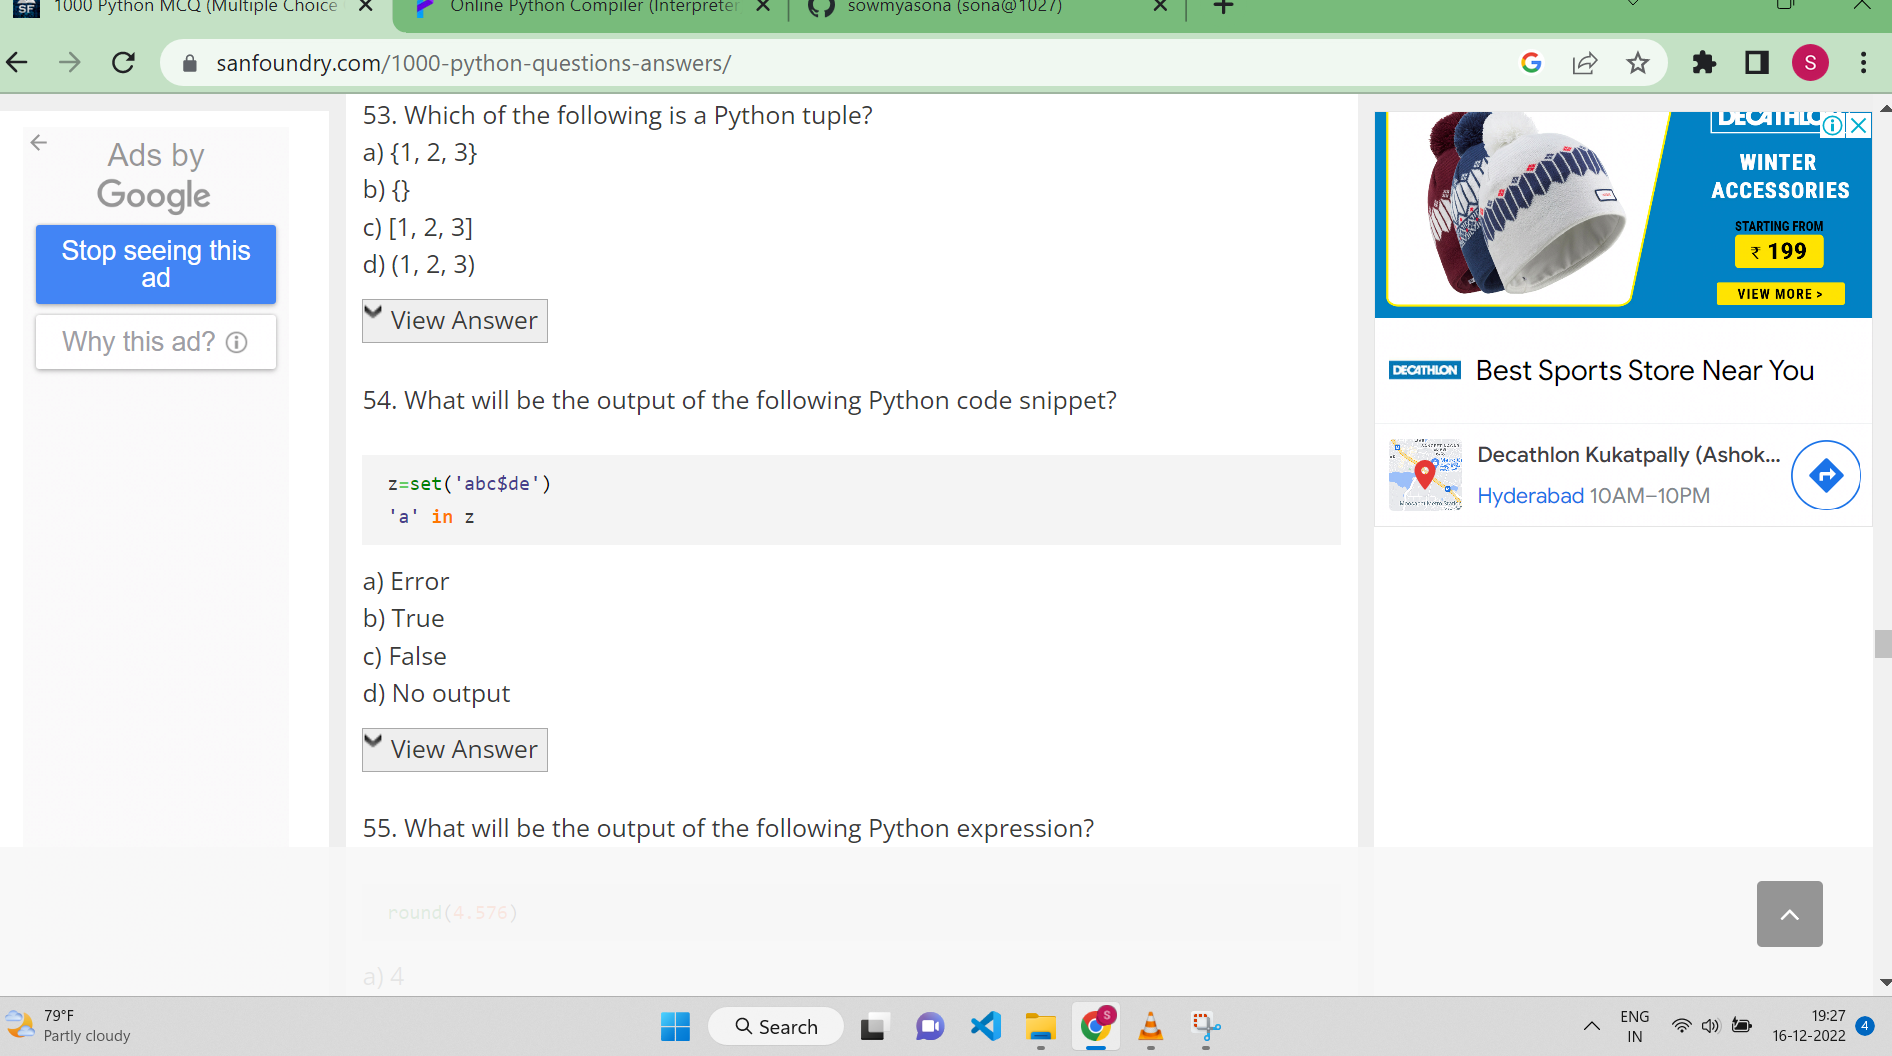 SF
1000 Python MCQ (Multiple Choice
Online Python Compiler (Interpreter
sowmyasona (sona@1027)
sanfoundry.com/1000-python-questions-answers/
S
Ads by
Google
Stop seeing this
ad
Why this ad?
53. Which of the following is a Python tuple?
a) {1, 2, 3}
b) {}
c) [1, 2, 3]
d) (1, 2, 3)
View Answer
54. What will be the output of the following Python code snippet?
z=set('abc$de')
'a' in z
a) Error
b) True
c) False
d) No output
View Answer
55. What will be the output of the following Python expression?
round(4.576)
a) 4
WINTER
ACCESSORIES
STARTING FROM
₹ 199
VIEW MORE >
DECATHLON
Best Sports Store Near You
Decathlon Kukatpally (Ashok...
Hyderabad 10AM–10PM
79°F
Partly cloudy
Search
S
ENG
IN
19:27
16-12-2022
4